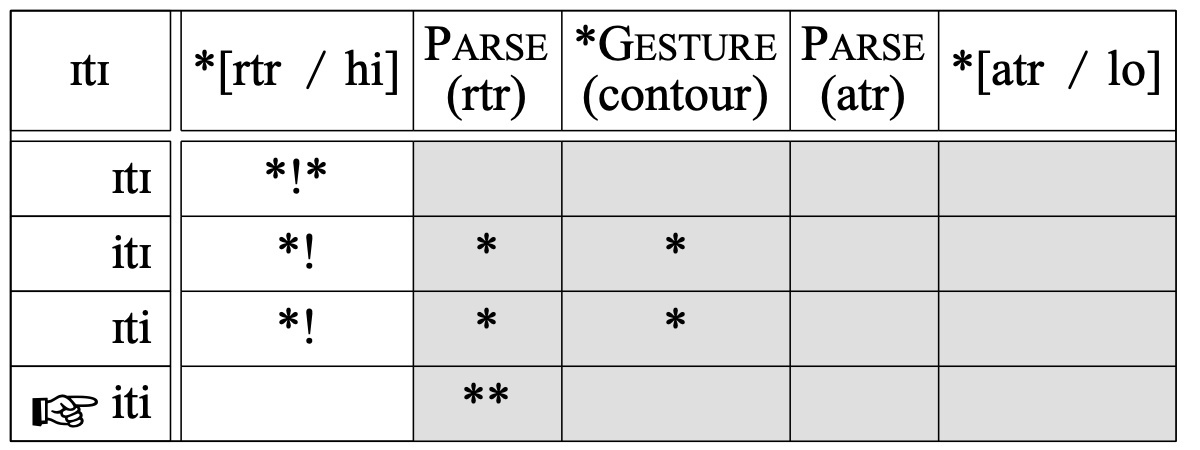 ɪtɪ *[rtr / hi] PARSE (rtr) *GESTURE (contour) PARSE (atr) *[atr / lo]
ɪtɪ *!*
itɪ *! * *
ɪti *! * *
☞ iti **